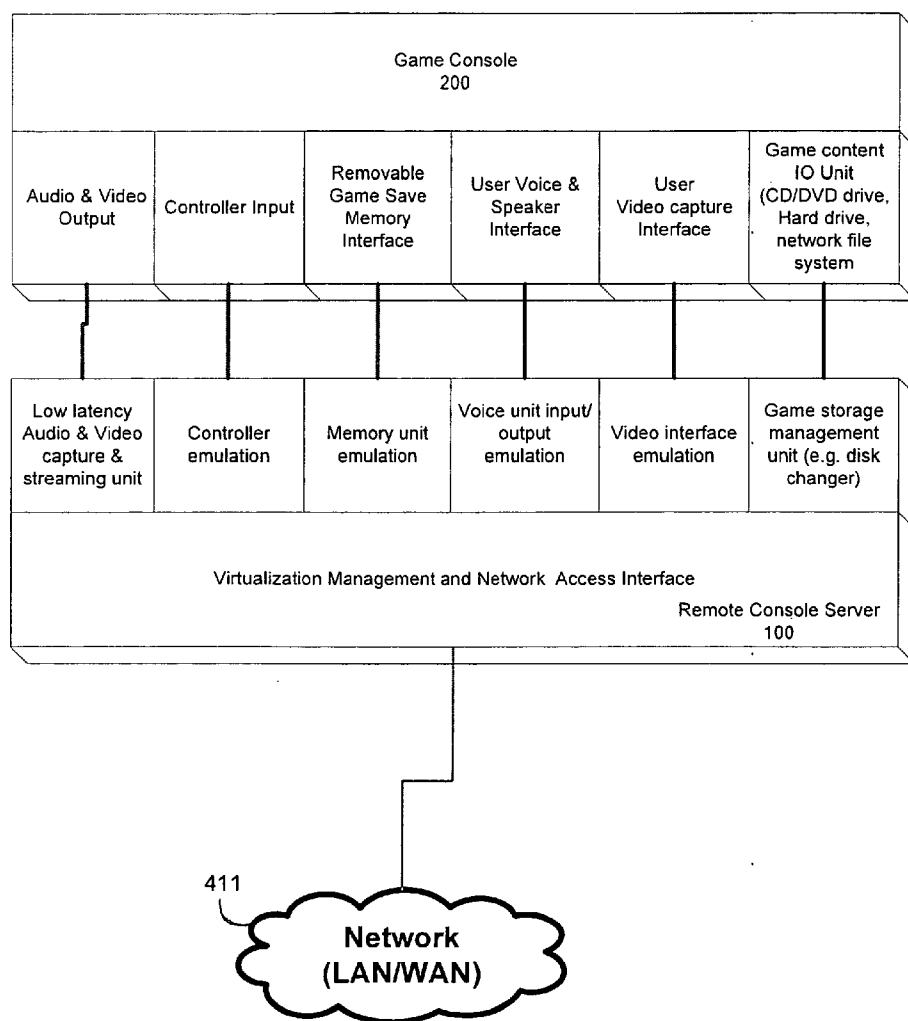 Game Console
200
Audio & Video
Output
Controller Input
Removable
Game Save
Memory
Interface
User Voice &
Speaker
Interface
User
Video capture
Interface
Game content
IO Unit
(CD/DVD drive,
Hard drive,
network file
system
Low latency
Audio & Video
capture &
streaming unit
Controller
emulation
Memory unit
emulation
Voice unit input/
output
emulation
Video interface
emulation
Game storage
management
unit (e.g. disk
changer)
Virtualization Management and Network Access Interface
Remote Console Server
100
411
Network
(LAN/WAN)